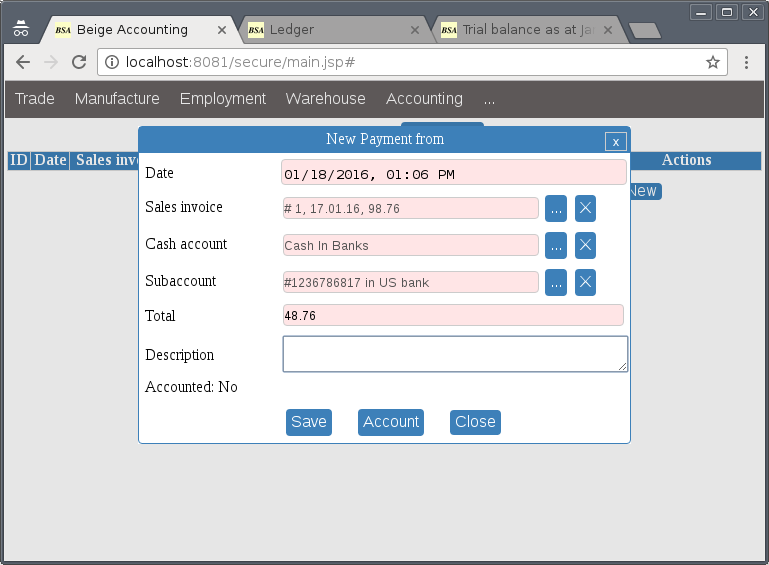 BSA Beige Accounting
BSA Ledger
BSA Trial balance as at
localhost:8081/secure/main.jsp#
Trade Manufacture Employment Warehouse Accounting ...
New Payment from x
ID Date Sales Actions
New
Date 01/18/2016, 01:06 PM
Sales invoice # 1, 17.01.16, 98.76 ... X
Cash account Cash In Banks ... X
Subaccount #1236786817 in US bank ... X
Total 48.76
Description
Accounted: No
Save Account Close